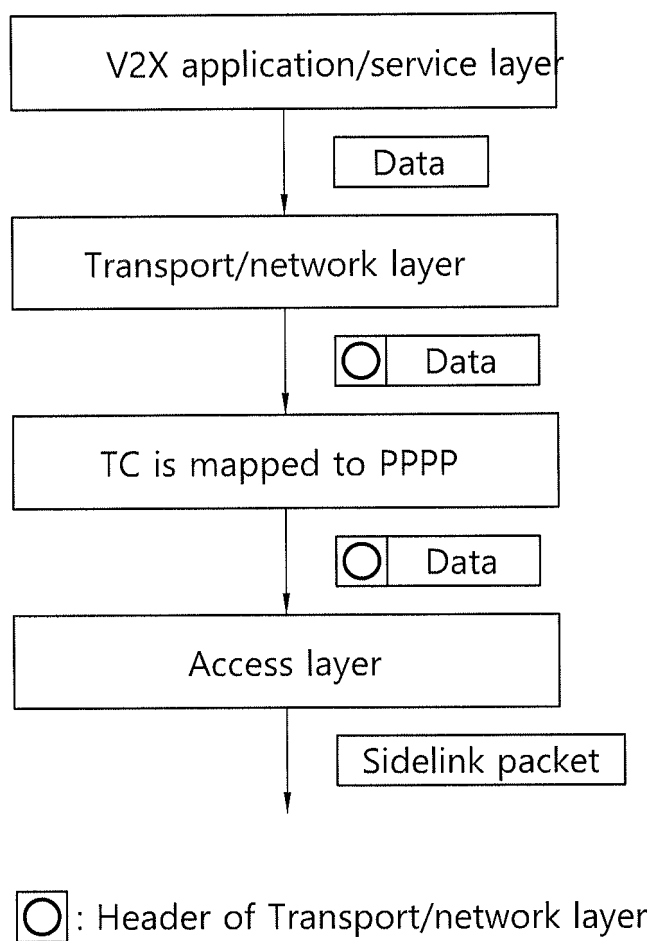 V2X application/service layer
Data
Transport/network layer
Data
TC is mapped to PPPP
Data
Access layer
Sidelink packet
: Header of Transport/network layer